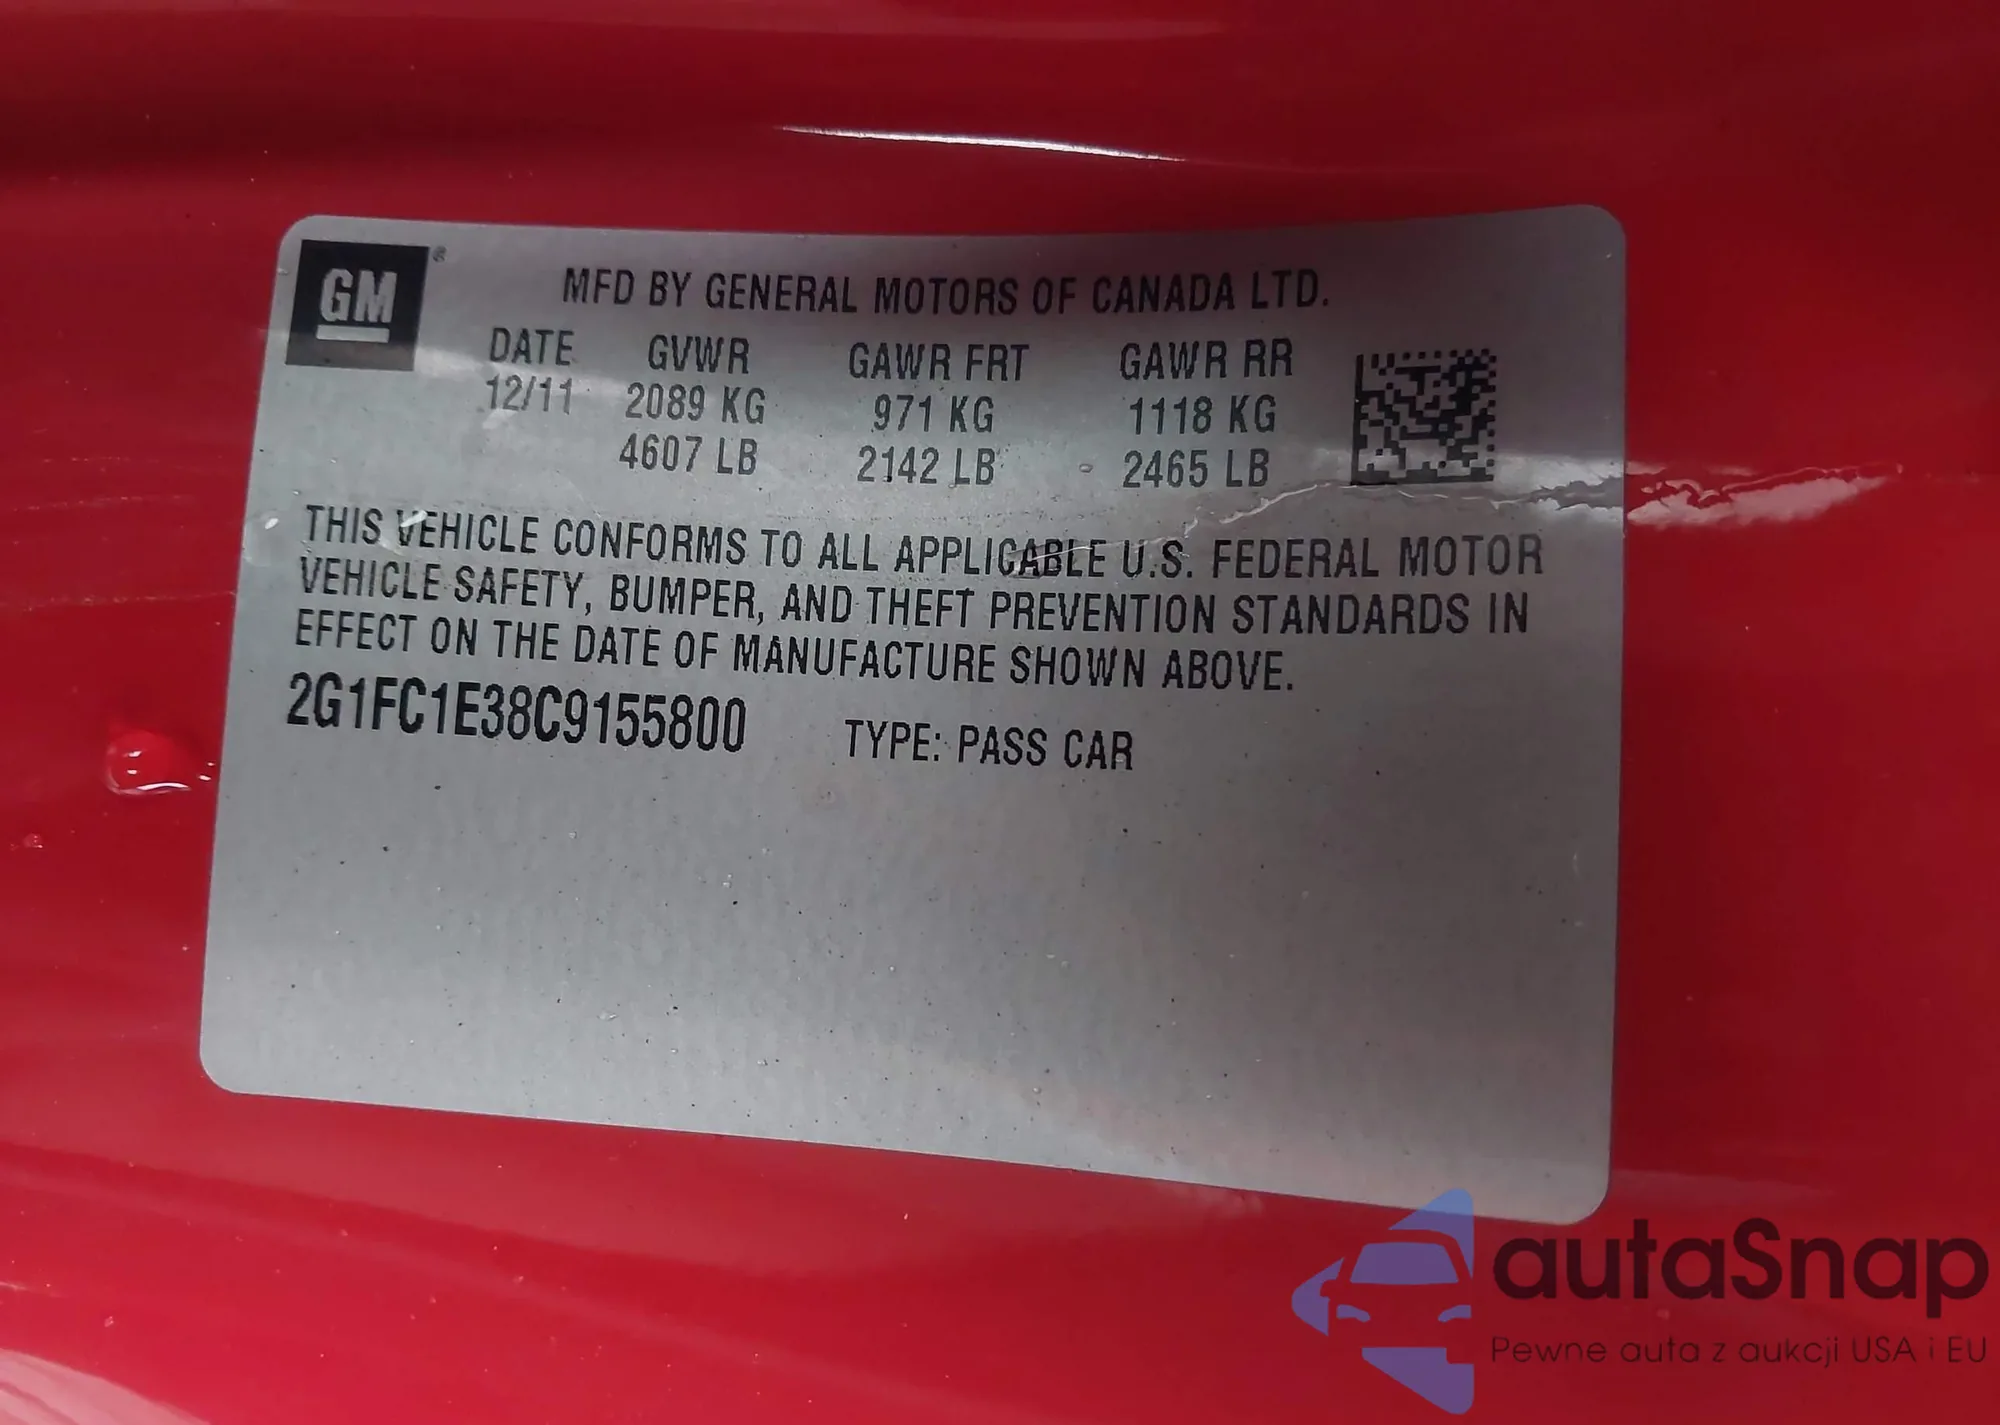 GM ®
MFD BY GENERAL MOTORS OF CANADA LTD.
DATE GVWR GAWR FRT GAWR RR
12/11 2089 KG 971 KG 1118 KG
4607 LB 2142 LB 2465 LB
THIS VEHICLE CONFORMS TO ALL APPLICABLE U.S. FEDERAL MOTOR
VEHICLE SAFETY, BUMPER, AND THEFT PREVENTION STANDARDS IN
EFFECT ON THE DATE OF MANUFACTURE SHOWN ABOVE.
2G1FC1E38C9155800 TYPE: PASS CAR
autaSnap
Pewne auta z aukcji USA i EU